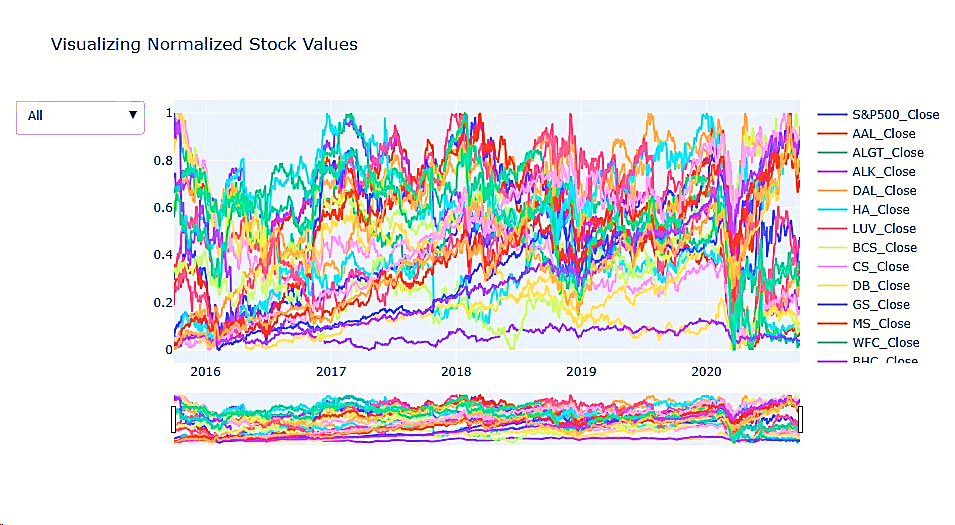 Visualizing Normalized Stock Values
All ▼
1
0.8
0.6
0.4
0.2
0
2016 2017 2018 2019 2020
S&P500_Close
AAL_Close
ALGT_Close
ALK_Close
DAL_Close
HA_Close
LUV_Close
BCS_Close
CS_Close
DB_Close
GS_Close
MS_Close
WFC_Close
BHC_Close